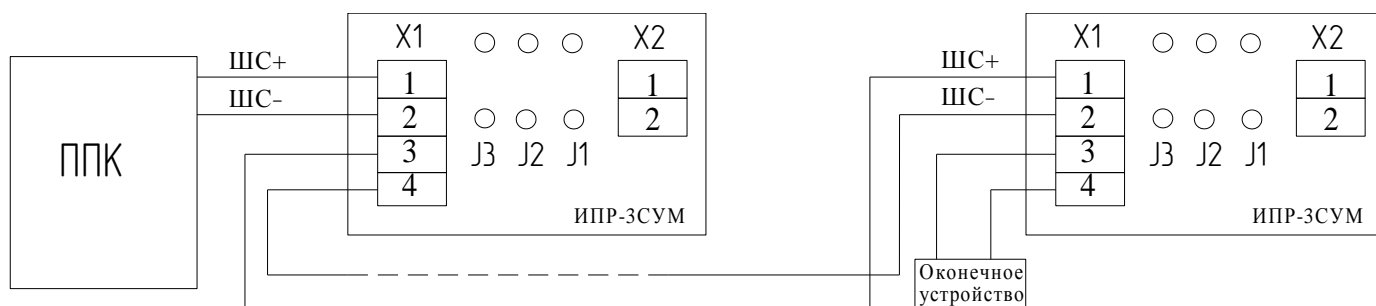 ППК
ШС+
ШС-
X1
X2
1
2
3
4
1
2
J3 J2 J1
ИПР-3СУМ
ШС+
ШС-
X1
X2
1
2
3
4
1
2
J3 J2 J1
ИПР-3СУМ
Оконечное
устройство